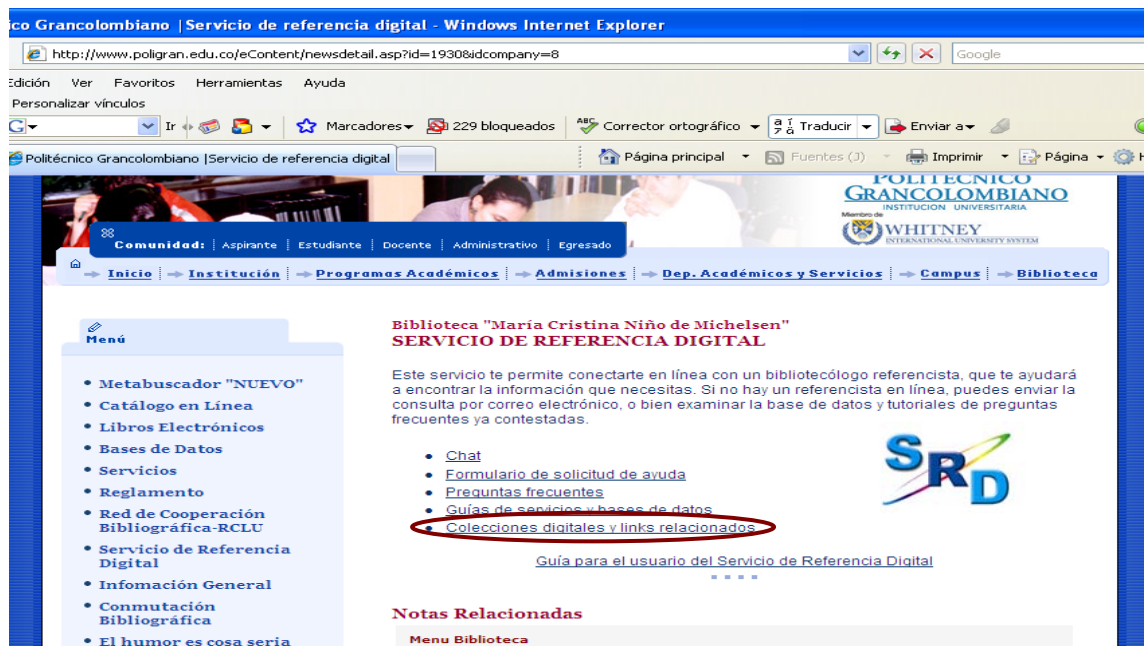 ico Grancolombiano |Servicio de referencia digital - Windows Internet Explorer
http://www.poligran.edu.co/eContent/newsdetail.asp?id=1930&idcompany=8
Google
Edición Ver Favoritos Herramientas Ayuda
Personalizar vínculos
G Ir Marcadores 229 bloqueados ABC Corrector ortográfico Traducir Enviar a
Politécnico Grancolombiano |Servicio de referencia digital
Página principal Fuentes (J) Imprimir Página H
POLITECNICO
GRANCOLOMBIANO
INSTITUCION UNIVERSITARIA
Miembro de
WHITNEY
INTERNATIONAL UNIVERSITY SYSTEM
Comunidad: | Aspirante | Estudiante | Docente | Administrativo | Egresado
Inicio | Institución | Programas Académicos | Admisiones | Dep. Académicos y Servicios | Campus | Biblioteca
Menú
• Metabuscador "NUEVO"
• Catálogo en Línea
• Libros Electrónicos
• Bases de Datos
• Servicios
• Reglamento
• Red de Cooperación
Bibliográfica-RCLU
• Servicio de Referencia
Digital
• Infomación General
• Conmutación
Bibliográfica
• El humor es cosa seria
Biblioteca "María Cristina Niño de Michelsen"
SERVICIO DE REFERENCIA DIGITAL
Este servicio te permite conectarte en línea con un bibliotecólogo referencista, que te ayudará
a encontrar la información que necesitas. Si no hay un referencista en línea, puedes enviar la
consulta por correo electrónico, o bien examinar la base de datos y tutoriales de preguntas
frecuentes ya contestadas.
• Chat
• Formulario de solicitud de ayuda
• Preguntas frecuentes
• Guías de servicios y bases de datos
• Colecciones digitales y links relacionados
SRD
Guía para el usuario del Servicio de Referencia Digital
Notas Relacionadas
Menu Biblioteca